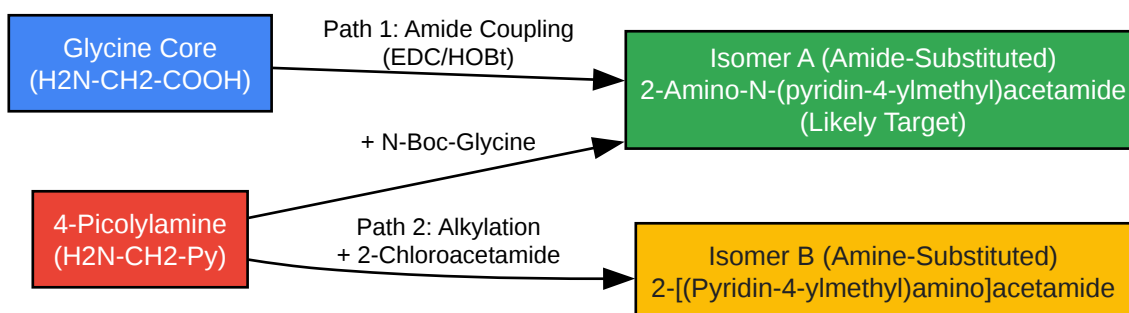 Glycine Core
(H2N-CH2-COOH)
Path 1: Amide Coupling
(EDC/HOBt)
Isomer A (Amide-Substituted)
2-Amino-N-(pyridin-4-ylmethyl)acetamide
(Likely Target)
+ N-Boc-Glycine
4-Picolylamine
(H2N-CH2-Py)
Path 2: Alkylation
+ 2-Chloroacetamide
Isomer B (Amine-Substituted)
2-[(Pyridin-4-ylmethyl)amino]acetamide